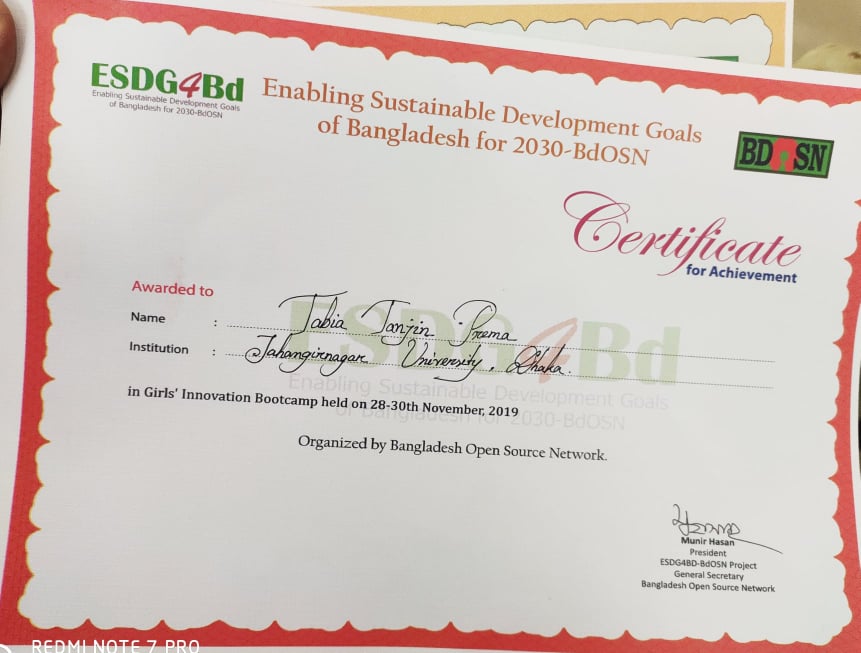 ESDG4Bd
Enabling Sustainable Development Goals
of Bangladesh for 2030-BdOSN
Enabling Sustainable Development Goals
of Bangladesh for 2030-BdOSN
BDOSN
Certificate
for Achievement
Awarded to
Name : Tabia Tanjin Prema
Institution : Jahangirnagar University, Dhaka.
ESDG4Bd
Enabling Sustainable Development Goals
of Bangladesh for 2030-BdOSN
in Girls' Innovation Bootcamp held on 28-30th November, 2019
Organized by Bangladesh Open Source Network.
Munir Hasan
President
ESDG4BD-BdOSN Project
General Secretary
Bangladesh Open Source Network
REDMI NOTE 7 PRO